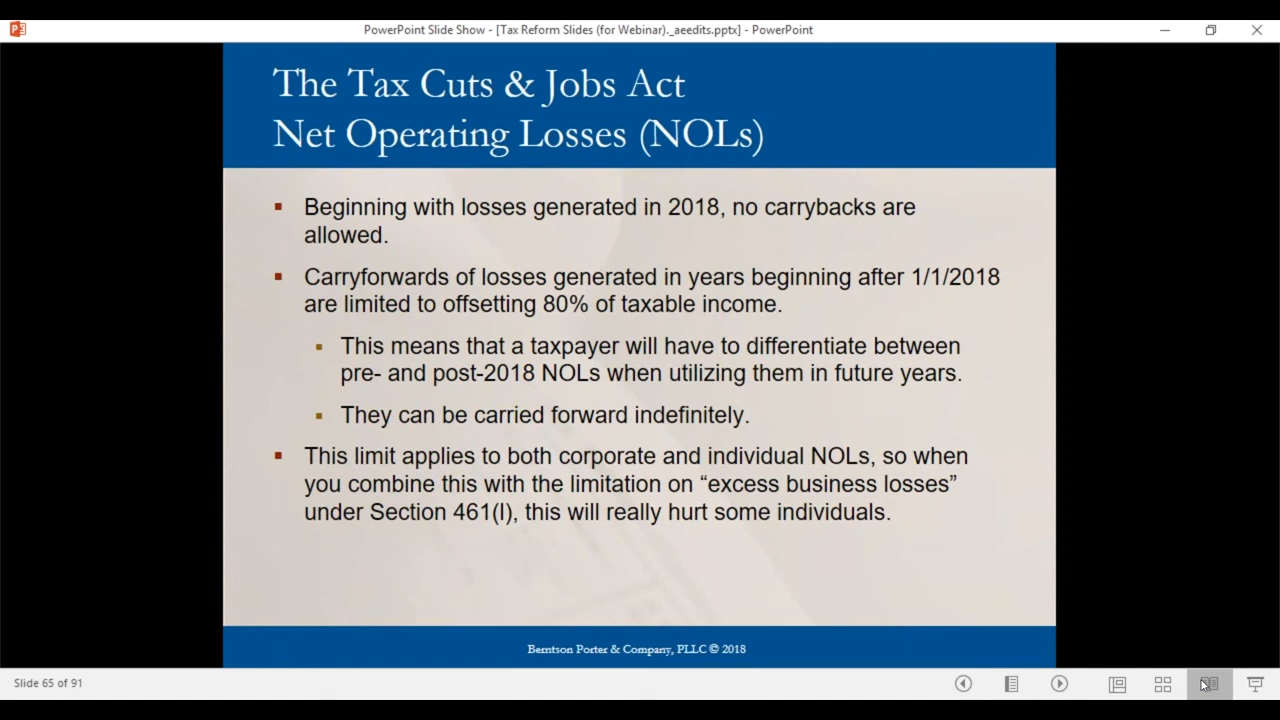 PowerPoint Slide Show - [Tax Reform Slides (for Webinar)._aeedits.pptx] - PowerPoint
The Tax Cuts & Jobs Act
Net Operating Losses (NOLs)
▪ Beginning with losses generated in 2018, no carrybacks are
allowed.
▪ Carryforwards of losses generated in years beginning after 1/1/2018
are limited to offsetting 80% of taxable income.
▪ This means that a taxpayer will have to differentiate between
pre- and post-2018 NOLs when utilizing them in future years.
▪ They can be carried forward indefinitely.
▪ This limit applies to both corporate and individual NOLs, so when
you combine this with the limitation on “excess business losses”
under Section 461(l), this will really hurt some individuals.
Berntson Porter & Company, PLLC © 2018
Slide 65 of 91